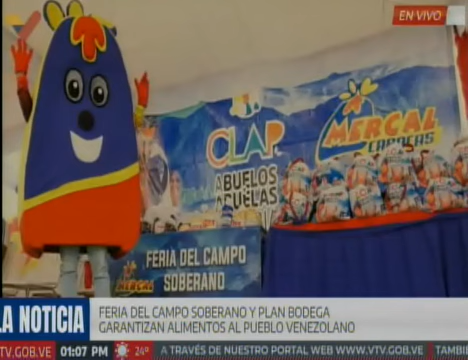 EN VIVO
CLAP
ABUELOS
ABUELAS
MERCAL
CARACAS
FERIA DEL CAMPO
SOBERANO
MERCAL
LA NOTICIA
FERIA DEL CAMPO SOBERANO Y PLAN BODEGA
GARANTIZAN ALIMENTOS AL PUEBLO VENEZOLANO
VTV.GOB.VE
01:07 PM
24°
A TRAVÉS DE NUESTRO PORTAL WEB WWW.VTV.GOB.VE